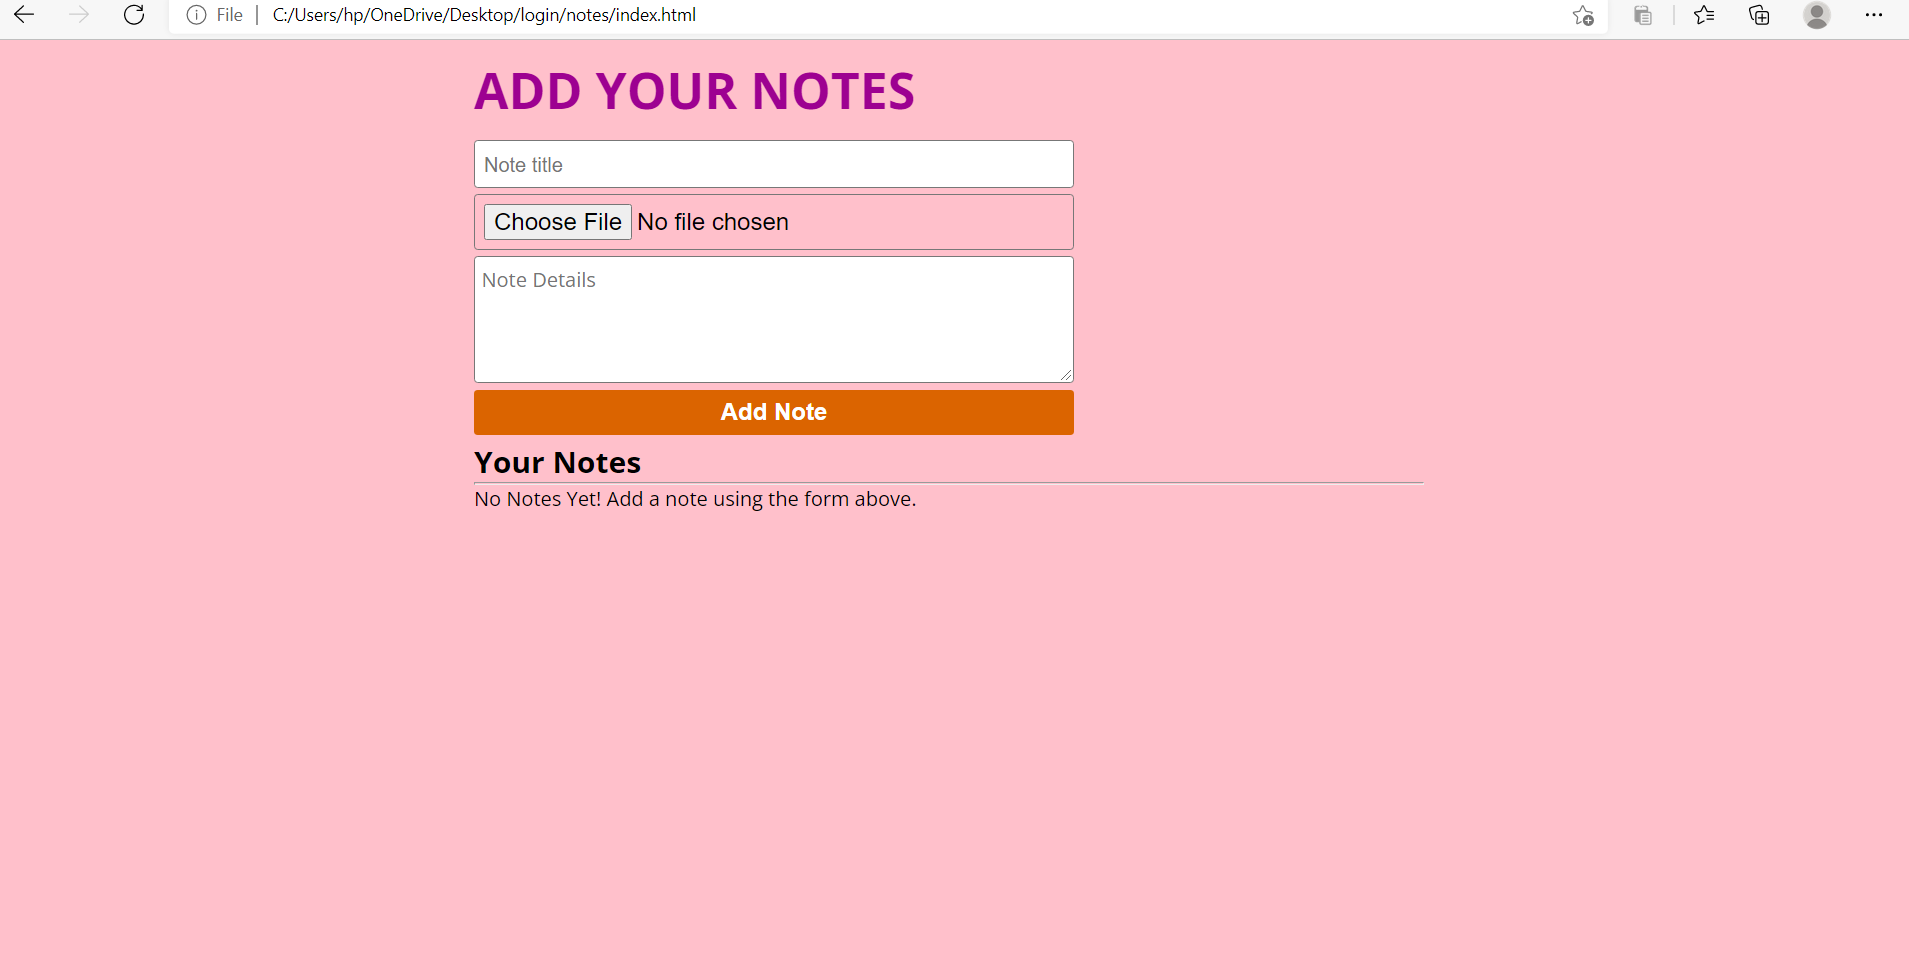 File C:/Users/hp/OneDrive/Desktop/login/notes/index.html
ADD YOUR NOTES
Note title
Choose File No file chosen
Note Details
Add Note
Your Notes
No Notes Yet! Add a note using the form above.